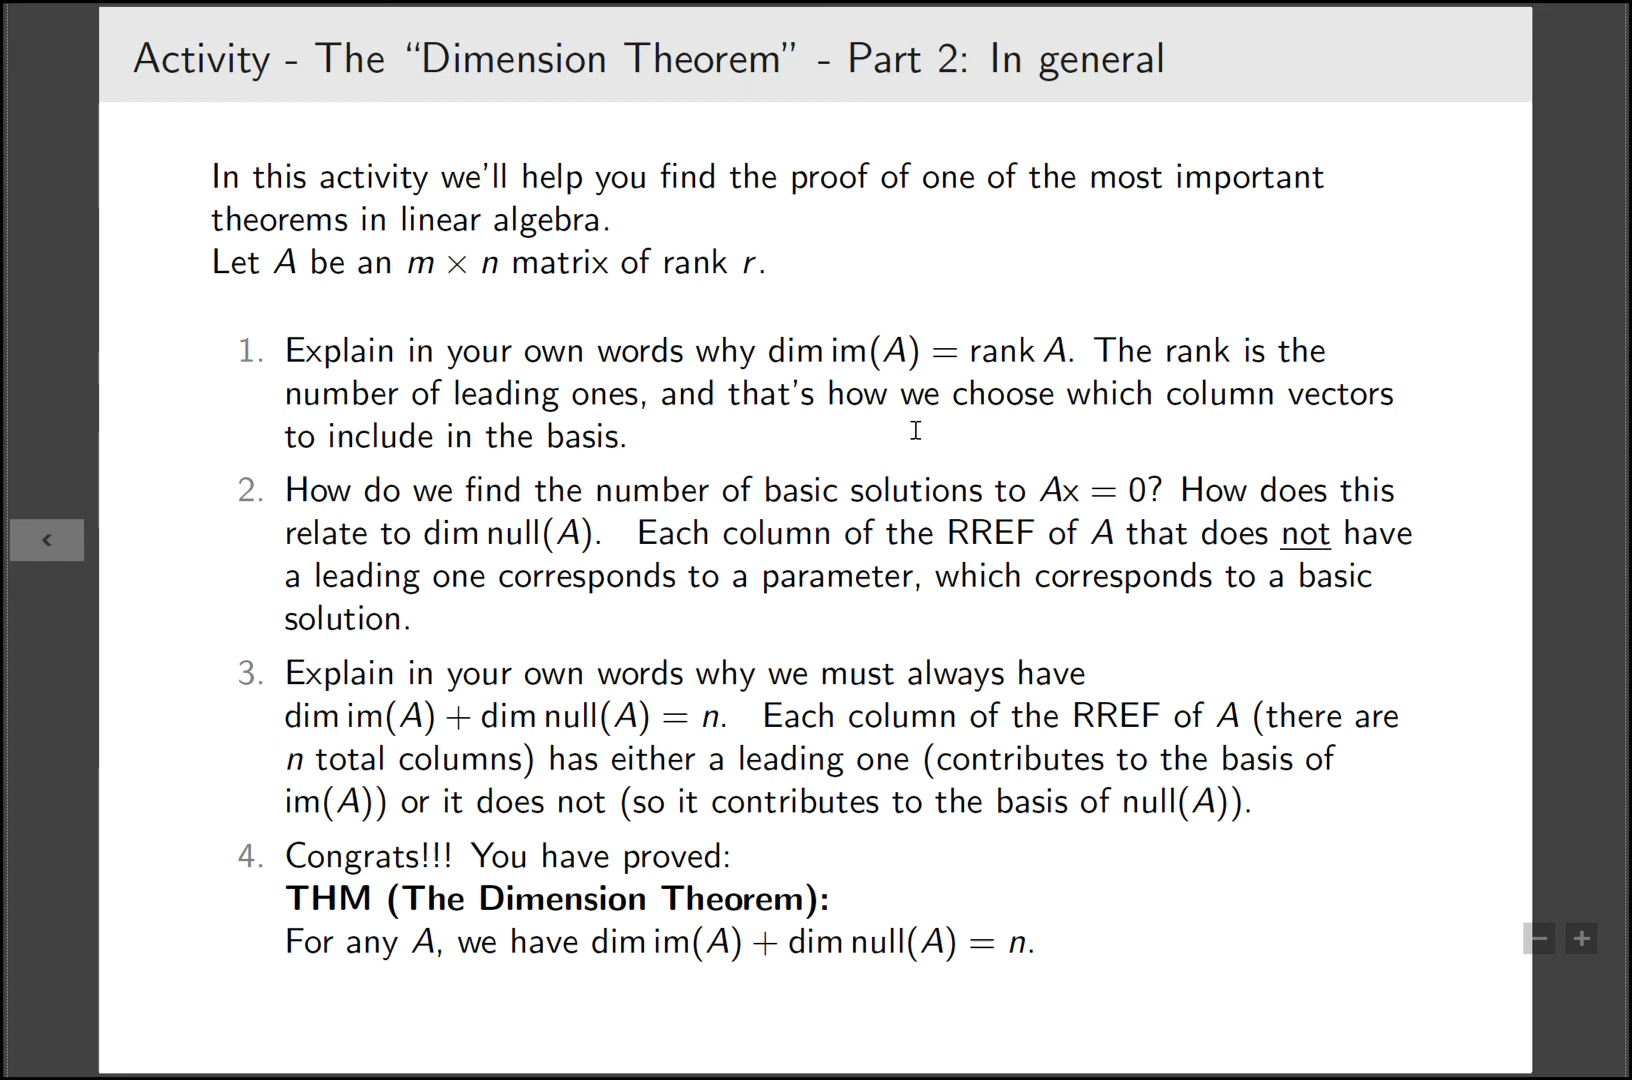 Activity - The “Dimension Theorem” - Part 2: In general
In this activity we’ll help you find the proof of one of the most important
theorems in linear algebra.
Let A be an m × n matrix of rank r.
1. Explain in your own words why dim im(A) = rank A. The rank is the
number of leading ones, and that’s how we choose which column vectors
to include in the basis.
2. How do we find the number of basic solutions to Ax = 0? How does this
relate to dim null(A). Each column of the RREF of A that does not have
a leading one corresponds to a parameter, which corresponds to a basic
solution.
3. Explain in your own words why we must always have
dim im(A) + dim null(A) = n. Each column of the RREF of A (there are
n total columns) has either a leading one (contributes to the basis of
im(A)) or it does not (so it contributes to the basis of null(A)).
4. Congrats!!! You have proved:
THM (The Dimension Theorem):
For any A, we have dim im(A) + dim null(A) = n.